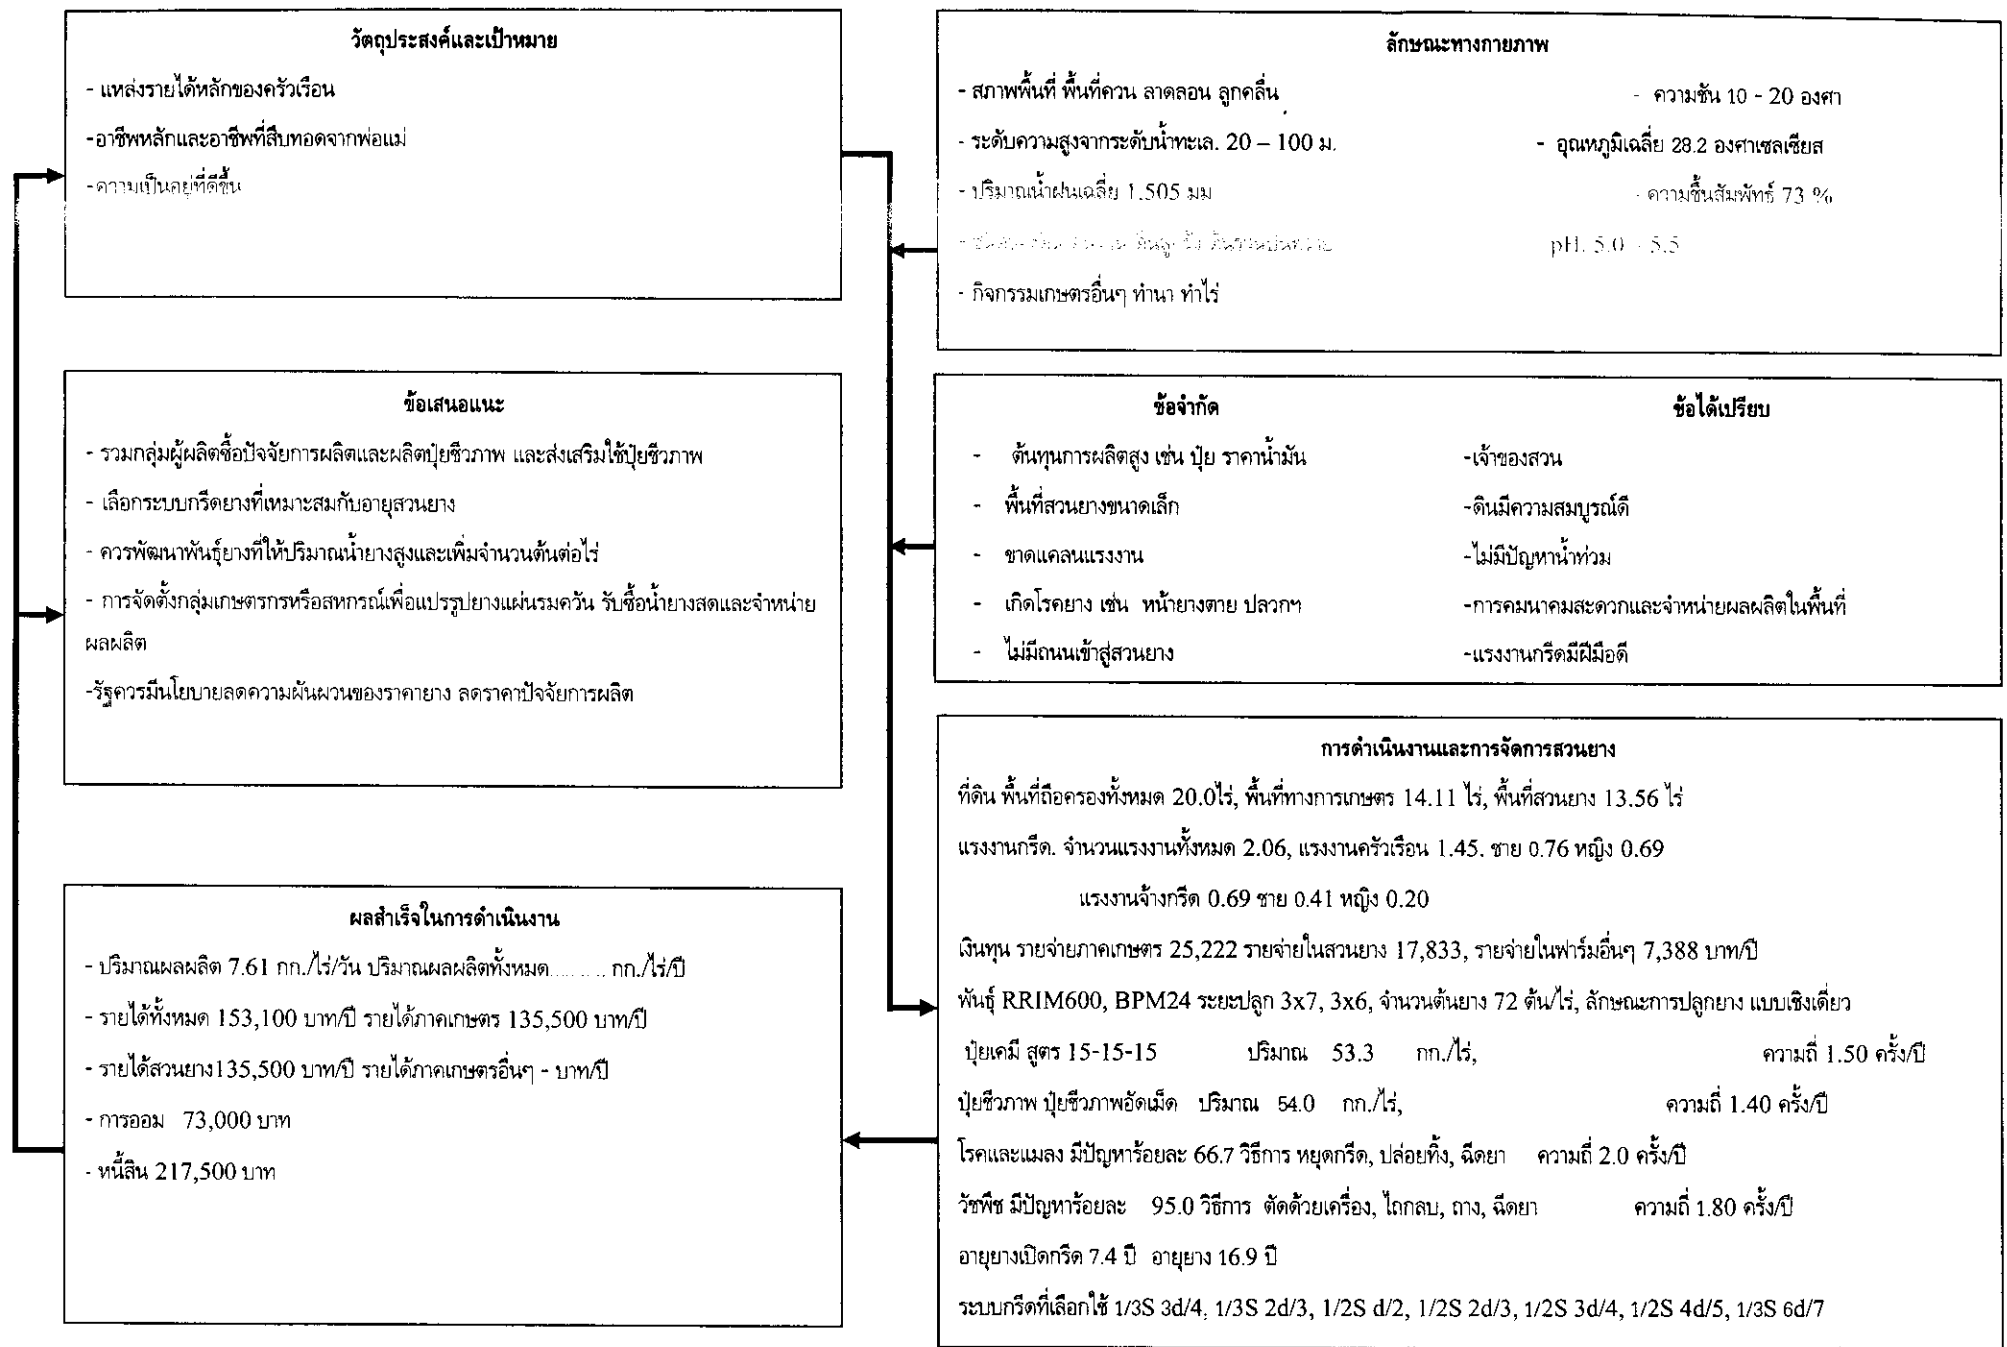 วัตถุประสงค์และเป้าหมาย
- แหล่งรายได้หลักของครัวเรือน
-อาชีพหลักและอาชีพที่สืบทอดจากพ่อแม่
-ความเป็นอยู่ที่ดีขึ้น
ลักษณะทางกายภาพ
- สภาพพื้นที่ พื้นที่ควน ลาดลอน ลูกคลื่น - ความชัน 10 - 20 องศา
- ระดับความสูงจากระดับน้ำทะเล. 20 – 100 ม. - อุณหภูมิเฉลี่ย 28.2 องศาเซลเซียส
- ปริมาณน้ำฝนเฉลี่ย 1,505 มม - ความชื้นสัมพัทธ์ 73 %
ดินร่วนปนทราย pH. 5.0 - 5.5
- กิจกรรมเกษตรอื่นๆ ทำนา ทำไร่
ข้อเสนอแนะ
- รวมกลุ่มผู้ผลิตซื้อปัจจัยการผลิตและผลิตปุ๋ยชีวภาพ และส่งเสริมใช้ปุ๋ยชีวภาพ
- เลือกระบบกรีดยางที่เหมาะสมกับอายุสวนยาง
- ควรพัฒนาพันธุ์ยางที่ให้ปริมาณน้ำยางสูงและเพิ่มจำนวนต้นต่อไร่
- การจัดตั้งกลุ่มเกษตรกรหรือสหกรณ์เพื่อแปรรูปยางแผ่นรมควัน รับซื้อน้ำยางสดและจำหน่าย
ผลผลิต
-รัฐควรมีนโยบายลดความผันผวนของราคายาง ลดราคาปัจจัยการผลิต
ข้อจำกัด ข้อได้เปรียบ
- ต้นทุนการผลิตสูง เช่น ปุ๋ย ราคาน้ำมัน -เจ้าของสวน
- พื้นที่สวนยางขนาดเล็ก -ดินมีความสมบูรณ์ดี
- ขาดแคลนแรงงาน -ไม่มีปัญหาน้ำท่วม
- เกิดโรคยาง เช่น หน้ายางตาย ปลวกฯ -การคมนาคมสะดวกและจำหน่ายผลผลิตในพื้นที่
- ไม่มีถนนเข้าสู่สวนยาง -แรงงานกรีดมีฝีมือดี
การดำเนินงานและการจัดการสวนยาง
ที่ดิน พื้นที่ถือครองทั้งหมด 20.0ไร่, พื้นที่ทางการเกษตร 14.11 ไร่, พื้นที่สวนยาง 13.56 ไร่
แรงงานกรีด. จำนวนแรงงานทั้งหมด 2.06, แรงงานครัวเรือน 1.45. ชาย 0.76 หญิง 0.69
แรงงานจ้างกรีด 0.69 ชาย 0.41 หญิง 0.20
เงินทุน รายจ่ายภาคเกษตร 25,222 รายจ่ายในสวนยาง 17,833, รายจ่ายในฟาร์มอื่นๆ 7,388 บาท/ปี
พันธุ์ RRIM600, BPM24 ระยะปลูก 3x7, 3x6, จำนวนต้นยาง 72 ต้น/ไร่, ลักษณะการปลูกยาง แบบเชิงเดี่ยว
ปุ๋ยเคมี สูตร 15-15-15 ปริมาณ 53.3 กก./ไร่, ความถี่ 1.50 ครั้ง/ปี
ปุ๋ยชีวภาพ ปุ๋ยชีวภาพอัดเม็ด ปริมาณ 54.0 กก./ไร่, ความถี่ 1.40 ครั้ง/ปี
โรคและแมลง มีปัญหาร้อยละ 66.7 วิธีการ หยุดกรีด, ปล่อยทิ้ง, ฉีดยา ความถี่ 2.0 ครั้ง/ปี
วัชพืช มีปัญหาร้อยละ 95.0 วิธีการ ตัดด้วยเครื่อง, ไถกลบ, ถาง, ฉีดยา ความถี่ 1.80 ครั้ง/ปี
อายุยางเปิดกรีด 7.4 ปี อายุยาง 16.9 ปี
ระบบกรีดที่เลือกใช้ 1/3S 3d/4, 1/3S 2d/3, 1/2S d/2, 1/2S 2d/3, 1/2S 3d/4, 1/2S 4d/5, 1/3S 6d/7
ผลสำเร็จในการดำเนินงาน
- ปริมาณผลผลิต 7.61 กก./ไร่/วัน ปริมาณผลผลิตทั้งหมด.......... กก./ไร่/ปี
- รายได้ทั้งหมด 153,100 บาท/ปี รายได้ภาคเกษตร 135,500 บาท/ปี
- รายได้สวนยาง135,500 บาท/ปี รายได้ภาคเกษตรอื่นๆ - บาท/ปี
- การออม 73,000 บาท
- หนี้สิน 217,500 บาท